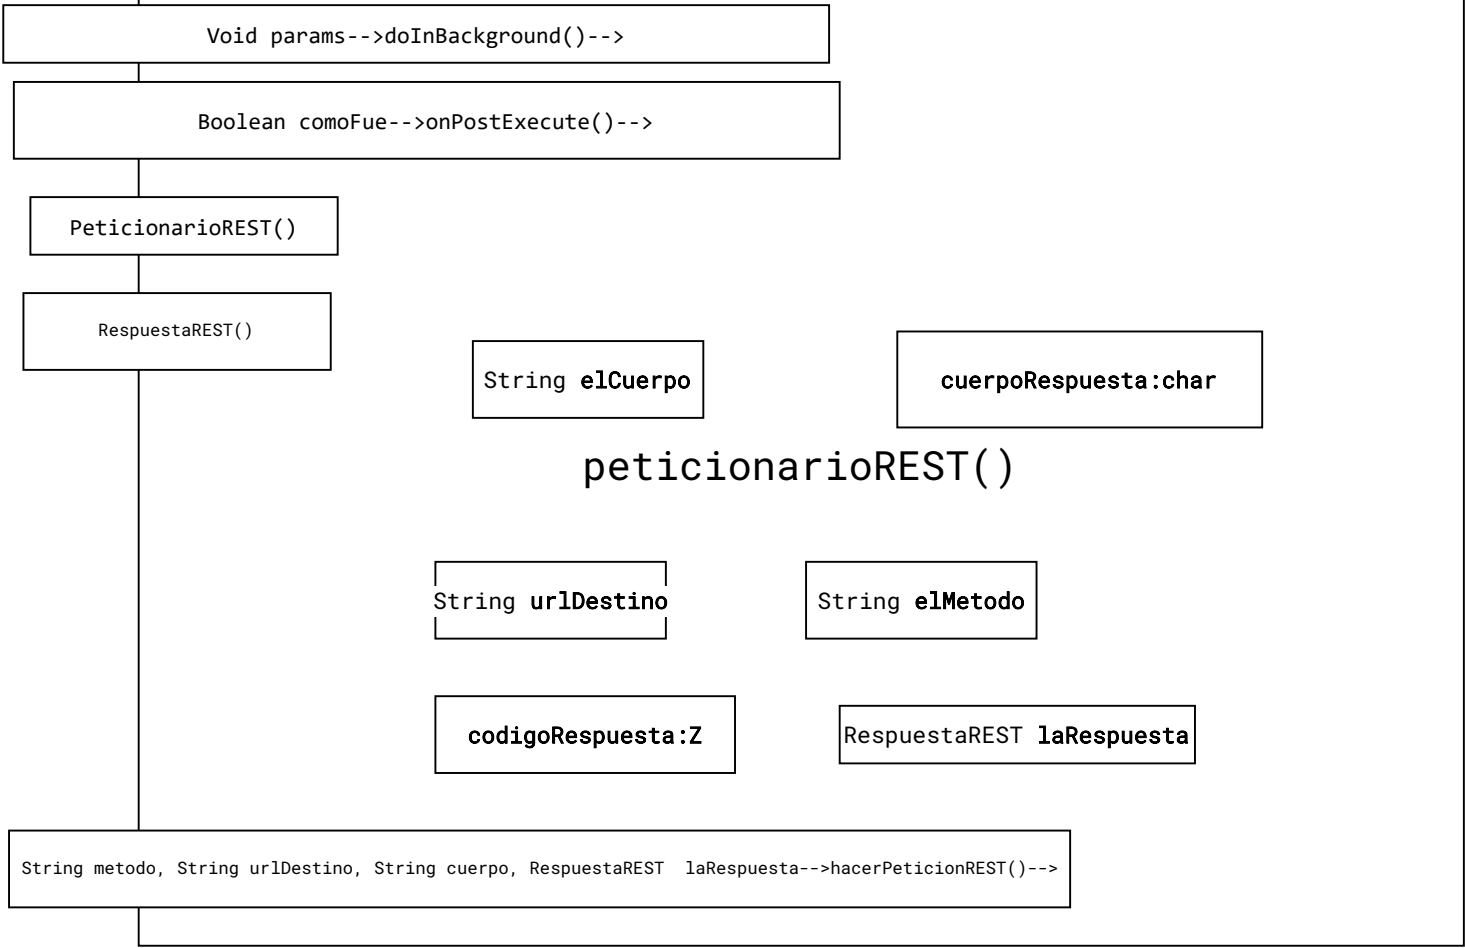 Void params-->doInBackground()-->
Boolean comoFue-->onPostExecute()-->
PeticionarioREST()
RespuestaREST()
String elCuerpo
cuerpoRespuesta:char
peticionarioREST()
String urlDestino
String elMetodo
codigoRespuesta:Z
RespuestaREST laRespuesta
String metodo, String urlDestino, String cuerpo, RespuestaREST  laRespuesta-->hacerPeticionREST()-->